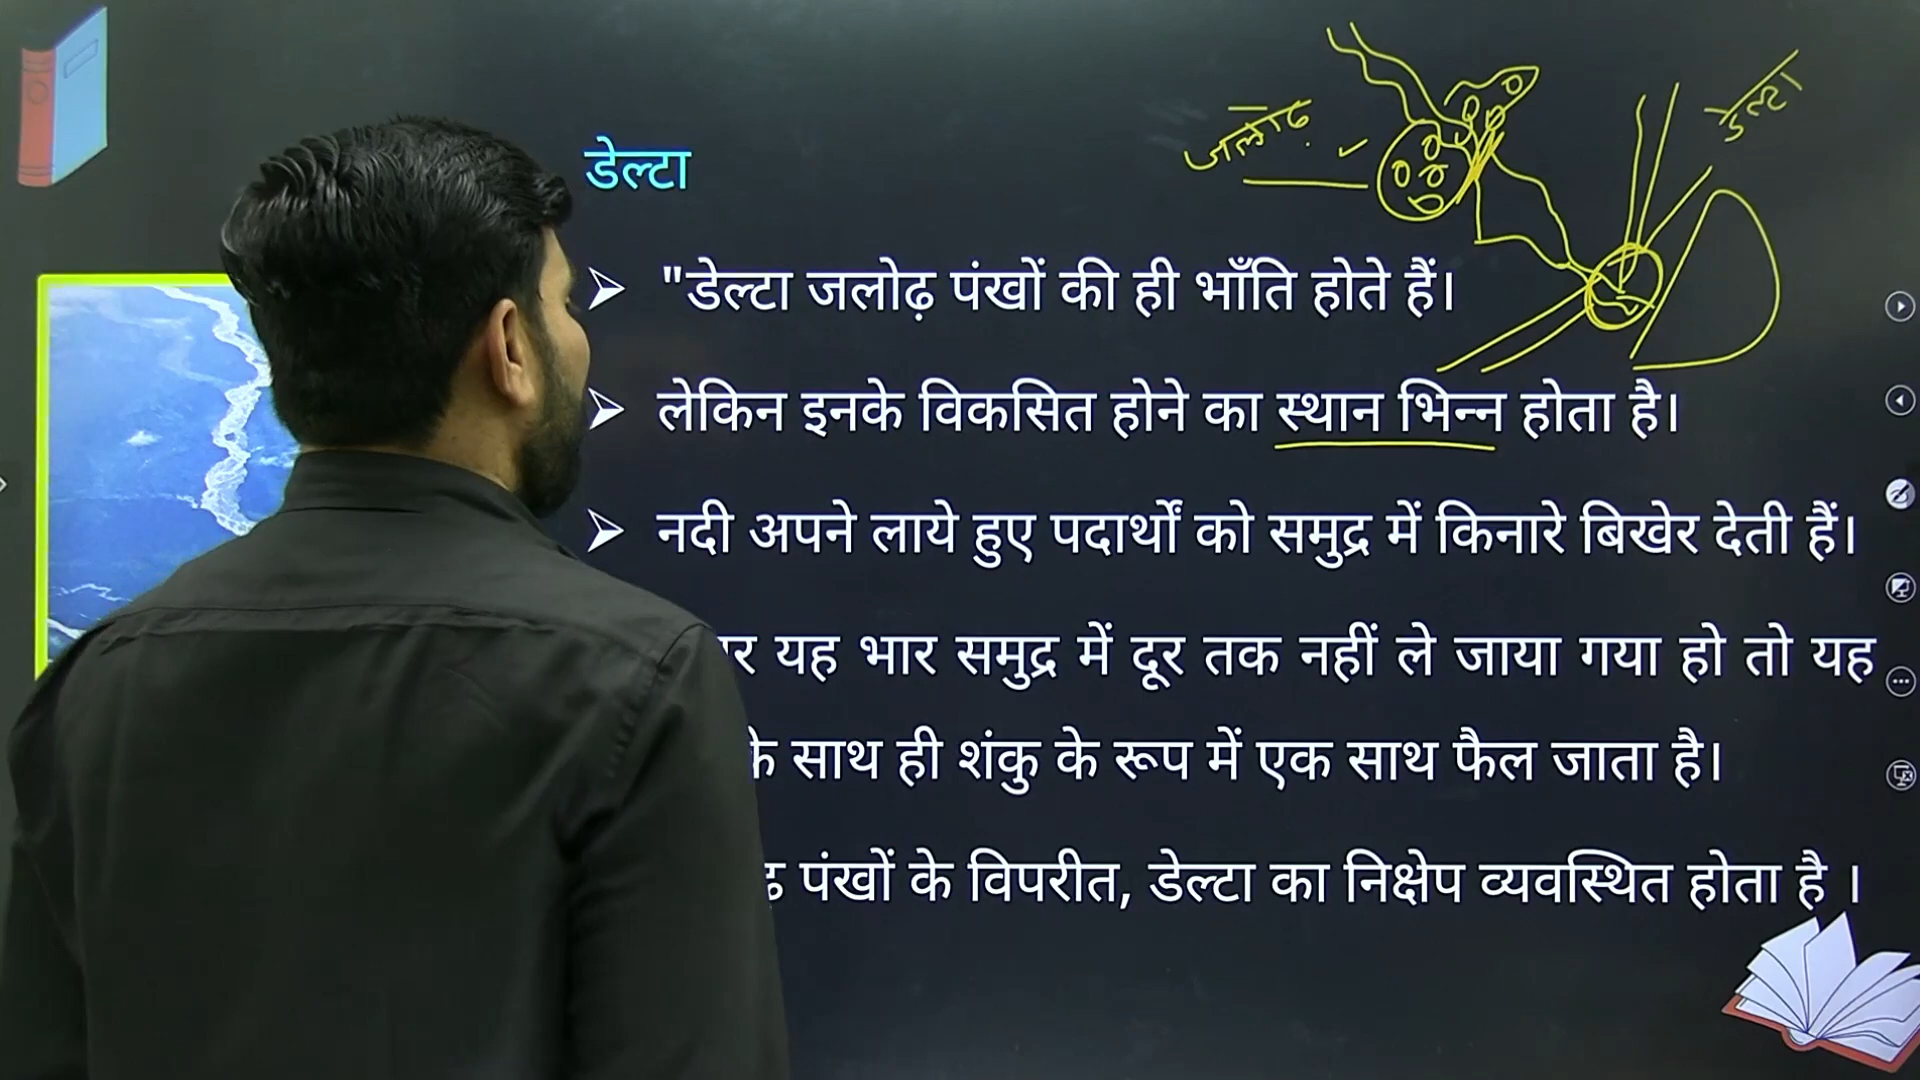 डेल्टा
जलोढ़
डेल्टा
"डेल्टा जलोढ़ पंखों की ही भाँति होते हैं।
लेकिन इनके विकसित होने का स्थान भिन्न होता है।
नदी अपने लाये हुए पदार्थों को समुद्र में किनारे बिखेर देती हैं।
यह भार समुद्र में दूर तक नहीं ले जाया गया हो तो यह
के साथ ही शंकु के रूप में एक साथ फैल जाता है।
पंखों के विपरीत, डेल्टा का निक्षेप व्यवस्थित होता है ।